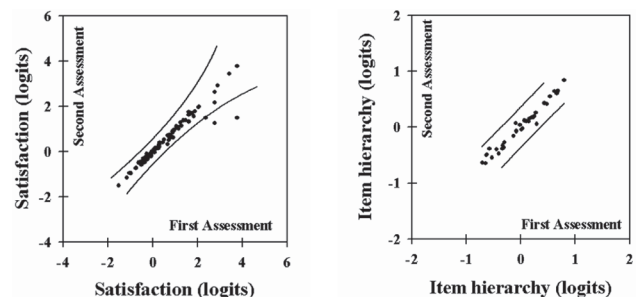 Satisfaction (logits)
Second Assessment
6
4
2
0
-2
-4
First Assessment
-4 -2 0 2 4 6
Satisfaction (logits)
Item hierarchy (logits)
Second Assessment
2
1
0
-1
-2
First Assessment
-2 -1 0 1 2
Item hierarchy (logits)